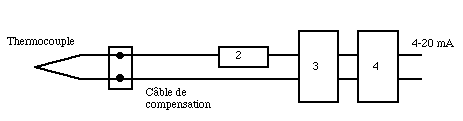 Thermocouple
2
4-20 mA
3
4
Câble de
compensation